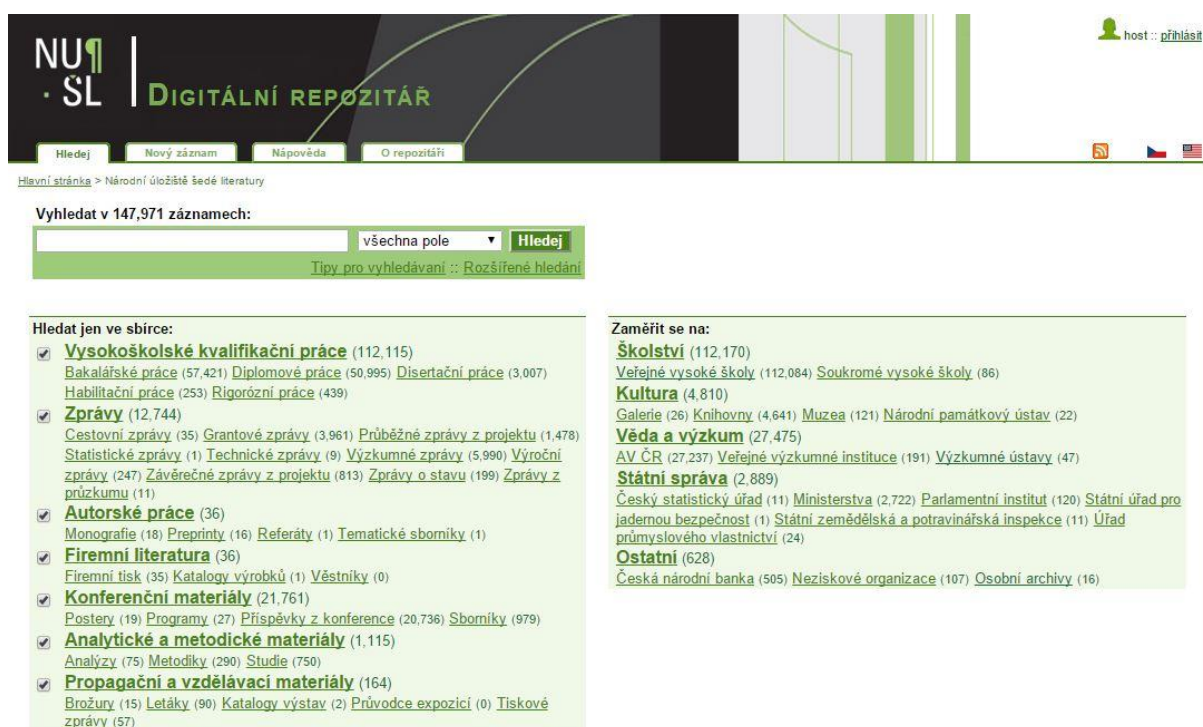 NU¶
· ŠL
DIGITÁLNÍ REPOZITÁŘ
host :: přihlásit
Hledej
Nový záznam
Nápověda
O repozitáři
Hlavní stránka > Národní úložiště šedé literatury
Vyhledat v 147,971 záznamech:
všechna pole
Hledej
Tipy pro vyhledávaní :: Rozšířené hledání
Hledat jen ve sbírce:
Vysokoškolské kvalifikační práce (112,115)
Bakalářské práce (57,421) Diplomové práce (50,995) Disertační práce (3,007)
Habilitační práce (253) Rigorózní práce (439)
Zprávy (12,744)
Cestovní zprávy (35) Grantové zprávy (3,961) Průběžné zprávy z projektu (1,478)
Statistické zprávy (1) Technické zprávy (9) Výzkumné zprávy (5,990) Výroční
zprávy (247) Závěrečné zprávy z projektu (813) Zprávy o stavu (199) Zprávy z
průzkumu (11)
Autorské práce (36)
Monografie (18) Preprinty (16) Referáty (1) Tematické sborníky (1)
Firemní literatura (36)
Firemní tisk (35) Katalogy výrobků (1) Věstníky (0)
Konferenční materiály (21,761)
Postery (19) Programy (27) Příspěvky z konference (20,736) Sborníky (979)
Analytické a metodické materiály (1,115)
Analýzy (75) Metodiky (290) Studie (750)
Propagační a vzdělávací materiály (164)
Brožury (15) Letáky (90) Katalogy výstav (2) Průvodce expozicí (0) Tiskové
zprávy (57)
Zaměřit se na:
Školství (112,170)
Veřejné vysoké školy (112,084) Soukromé vysoké školy (86)
Kultura (4,810)
Galerie (26) Knihovny (4,641) Muzea (121) Národní památkový ústav (22)
Věda a výzkum (27,475)
AV ČR (27,237) Veřejné výzkumné instituce (191) Výzkumné ústavy (47)
Státní správa (2,889)
Český statistický úřad (11) Ministerstva (2,722) Parlamentní institut (120) Státní úřad pro
jadernou bezpečnost (1) Státní zemědělská a potravinářská inspekce (11) Úřad
průmyslového vlastnictví (24)
Ostatní (628)
Česká národní banka (505) Neziskové organizace (107) Osobní archivy (16)